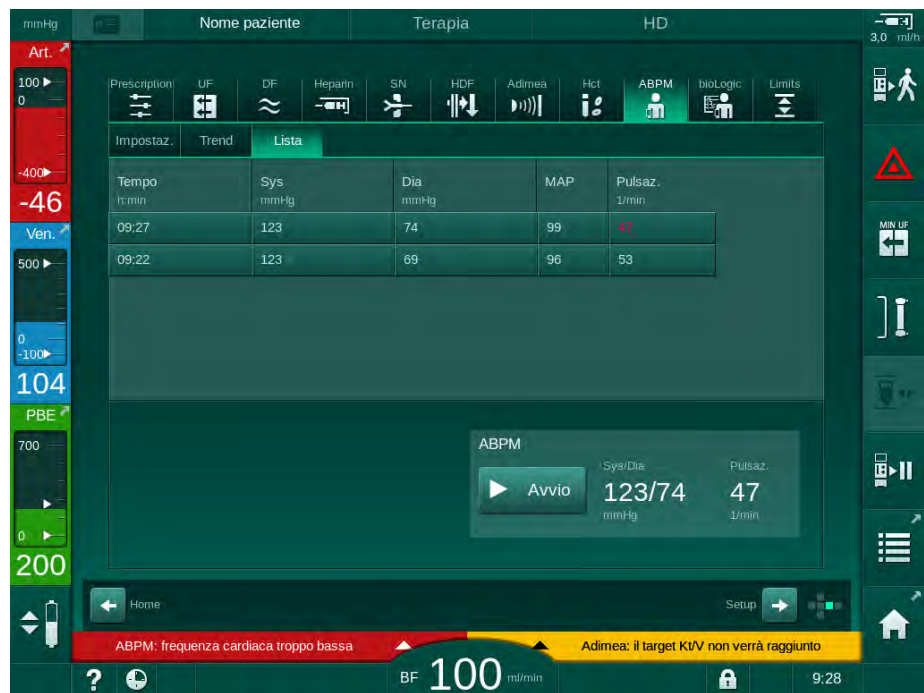 mmHg
Nome paziente
Terapia
HD
3,0 ml/h
Art.
100
0
-400
-46
Ven.
500
0
-100
104
PBE
700
0
200
Prescription
UF
DF
Heparin
SN
HDF
Adimea
Hct
ABPM
bioLogic
Limits
Impostaz.
Trend
Lista
Tempo
h:min
Sys
mmHg
Dia
mmHg
MAP
Pulsaz.
1/min
09:27 123 74 99 47
09:22 123 69 96 53
ABPM
Avvio
Sys/Dia
123/74
mmHg
Pulsaz.
47
1/min
MIN UF
Home
Setup
ABPM: frequenza cardiaca troppo bassa
Adimea: il target Kt/V non verrà raggiunto
?
BF 100 ml/min
9:28